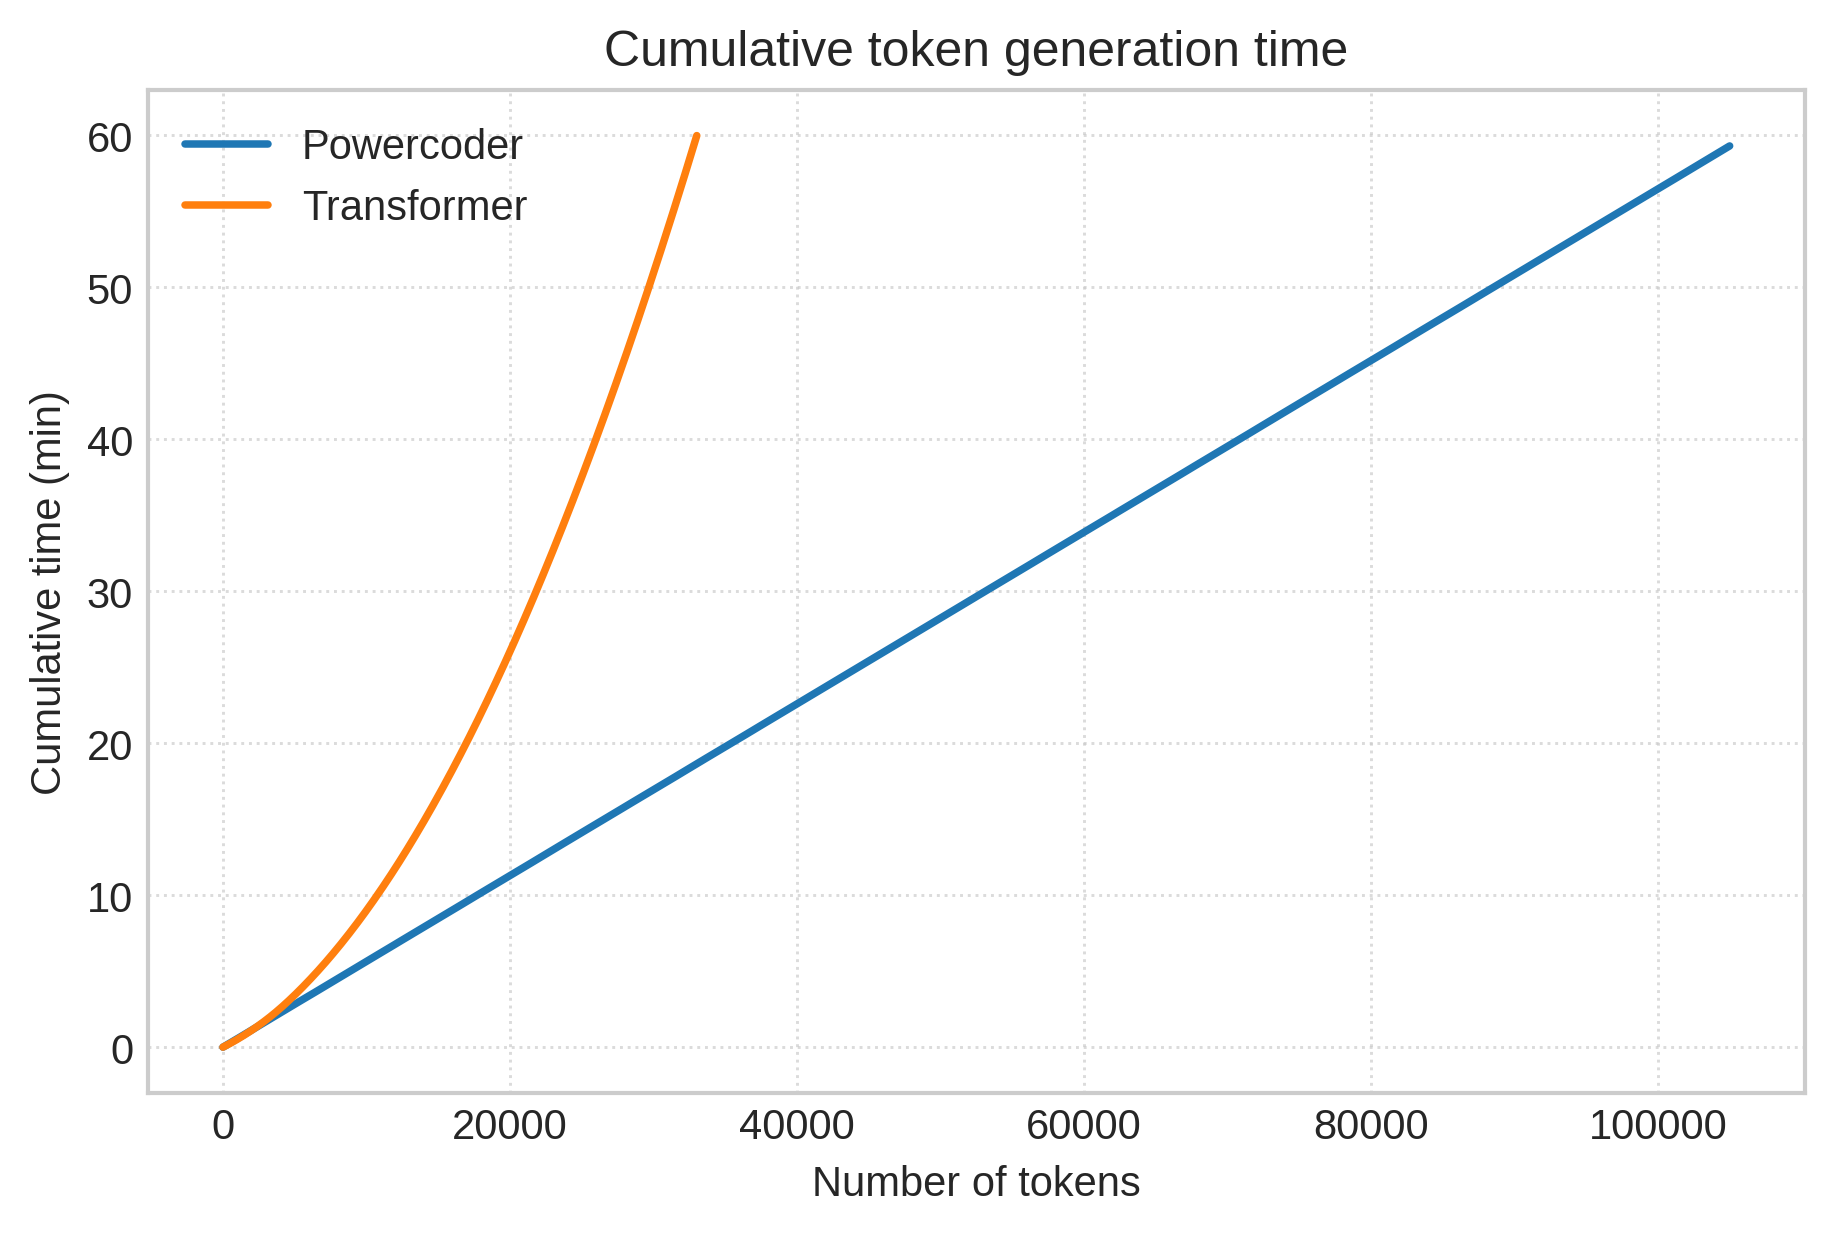 Cumulative token generation time
Powercoder
Transformer
60
50
40
30
20
10
0
Cumulative time (min)
0 20000 40000 60000 80000 100000
Number of tokens